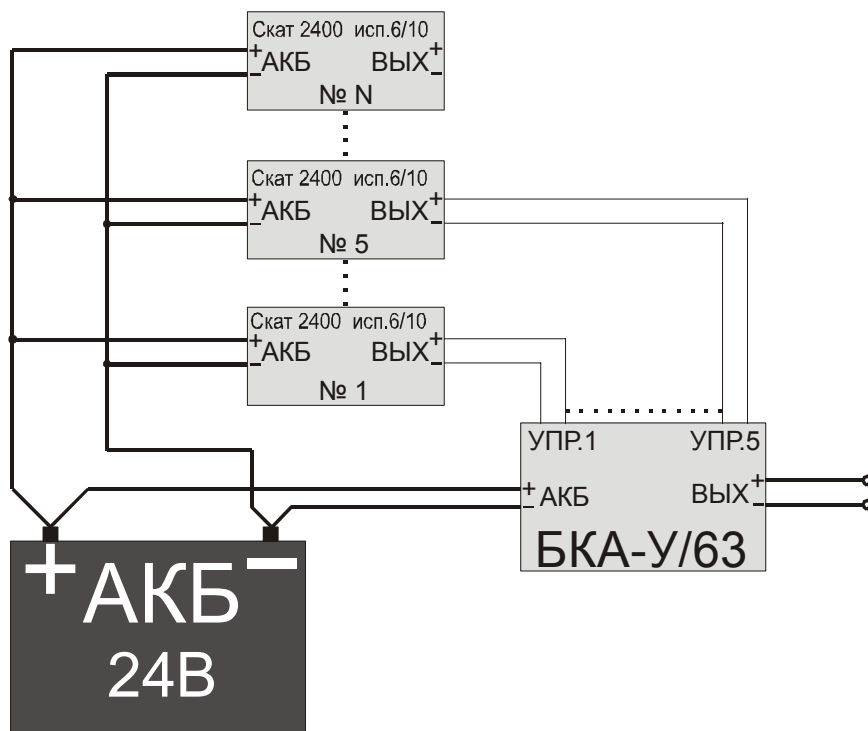 Скат 2400 исп.6/10
+ АКБ ВЫХ +
− −
№ N
Скат 2400 исп.6/10
+ АКБ ВЫХ +
− −
№ 5
Скат 2400 исп.6/10
+ АКБ ВЫХ +
− −
№ 1
УПР.1 УПР.5
+ АКБ ВЫХ +
− −
БКА-У/63
+ −
АКБ
24В